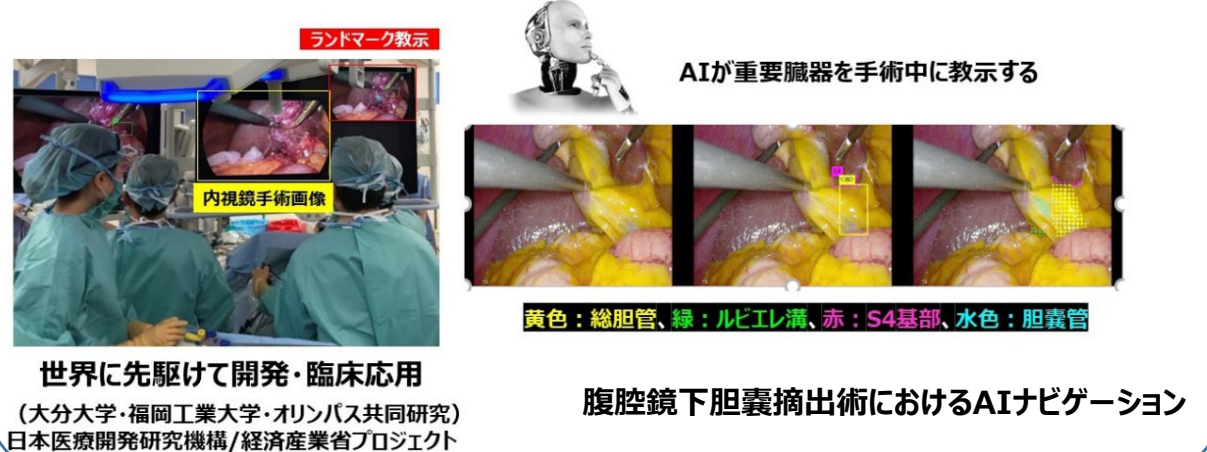 ランドマーク教示
内視鏡手術画像
世界に先駆けて開発・臨床応用
（大分大学・福岡工業大学・オリンパス共同研究）
日本医療開発研究機構/経済産業省プロジェクト
AIが重要臓器を手術中に教示する
CBD
黄色：総胆管、緑：ルビエレ溝、赤：S4基部、水色：胆嚢管
腹腔鏡下胆嚢摘出術におけるAIナビゲーション